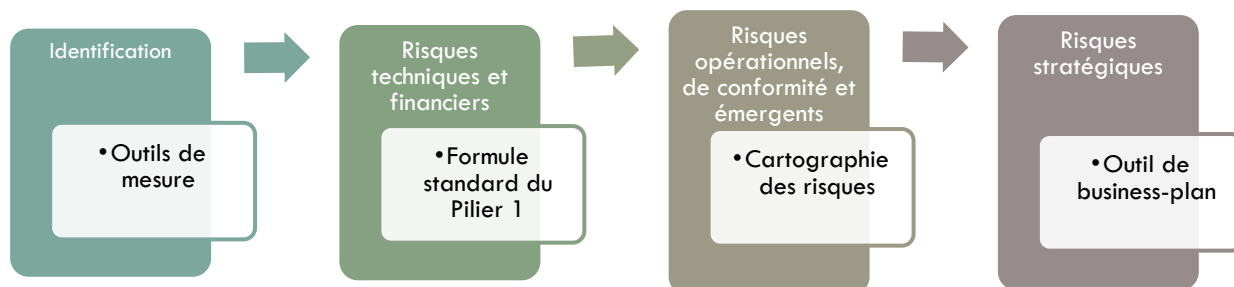 Identification
• Outils de
mesure
Risques
techniques et
financiers
• Formule
standard du
Pilier 1
Risques
opérationnels,
de conformité et
émergents
• Cartographie
des risques
Risques
stratégiques
• Outil de
business-plan